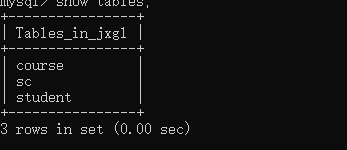 mysql> show tables;
+----------------+
| Tables_in_jxgl |
+----------------+
| course         |
| sc             |
| student        |
+----------------+
3 rows in set (0.00 sec)